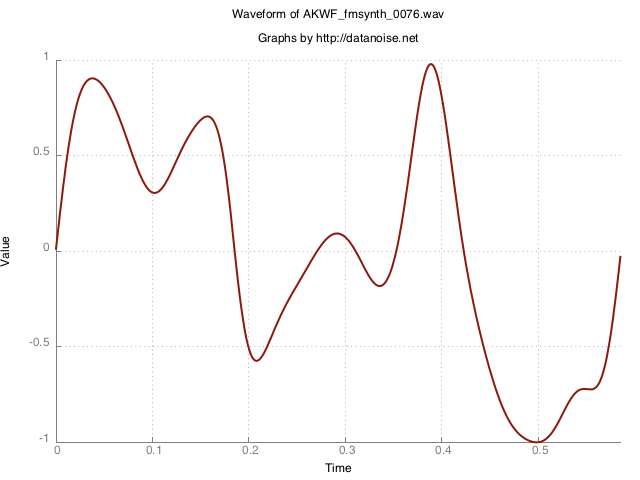 Waveform of AKWF_fmsynth_0076.wav
Graphs by http://datanoise.net
1
0.5
0
-0.5
-1
Value
0 0.1 0.2 0.3 0.4 0.5
Time